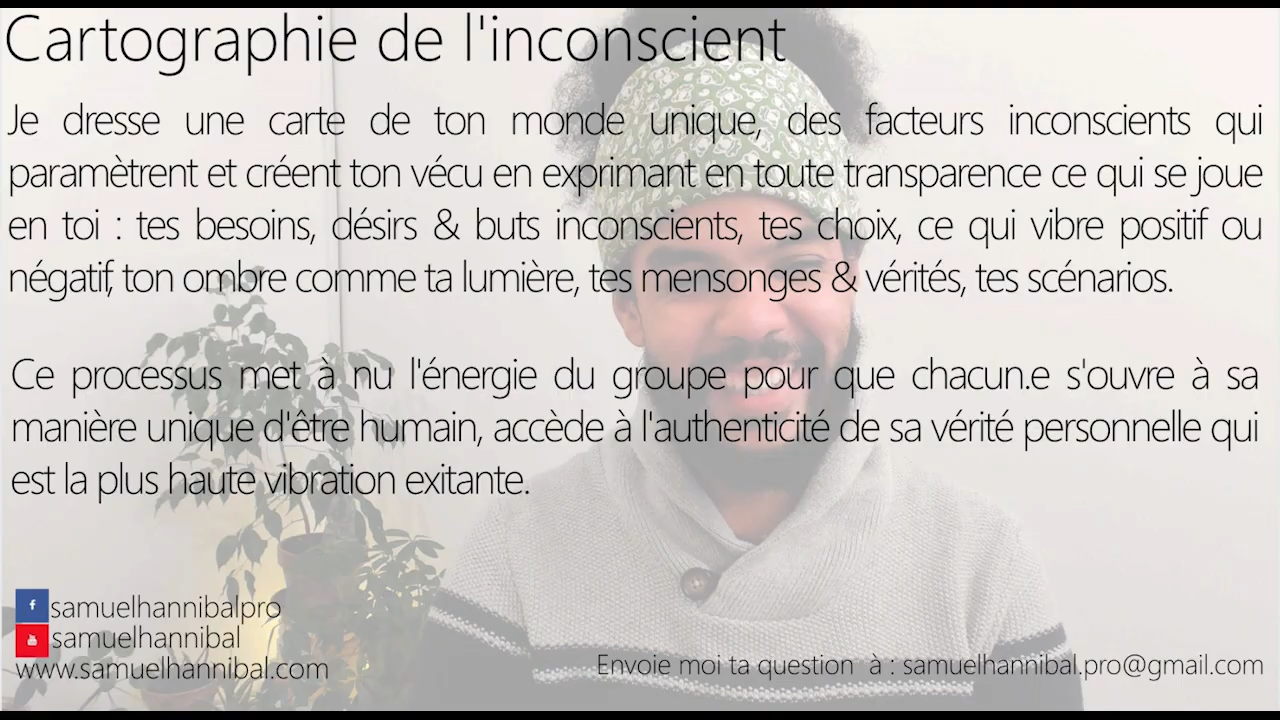 Cartographie de l'inconscient
Je dresse une carte de ton monde unique, des facteurs inconscients qui
paramètrent et créent ton vécu en exprimant en toute transparence ce qui se joue
en toi : tes besoins, désirs & buts inconscients, tes choix, ce qui vibre positif ou
négatif, ton ombre comme ta lumière, tes mensonges & vérités, tes scénarios.
Ce processus met à nu l'énergie du groupe pour que chacun.e s'ouvre à sa
manière unique d'être humain, accède à l'authenticité de sa vérité personnelle qui
est la plus haute vibration exitante.
samuelhannibalpro
samuelhannibal
www.samuelhannibal.com
Envoie moi ta question à : samuelhannibal.pro@gmail.com